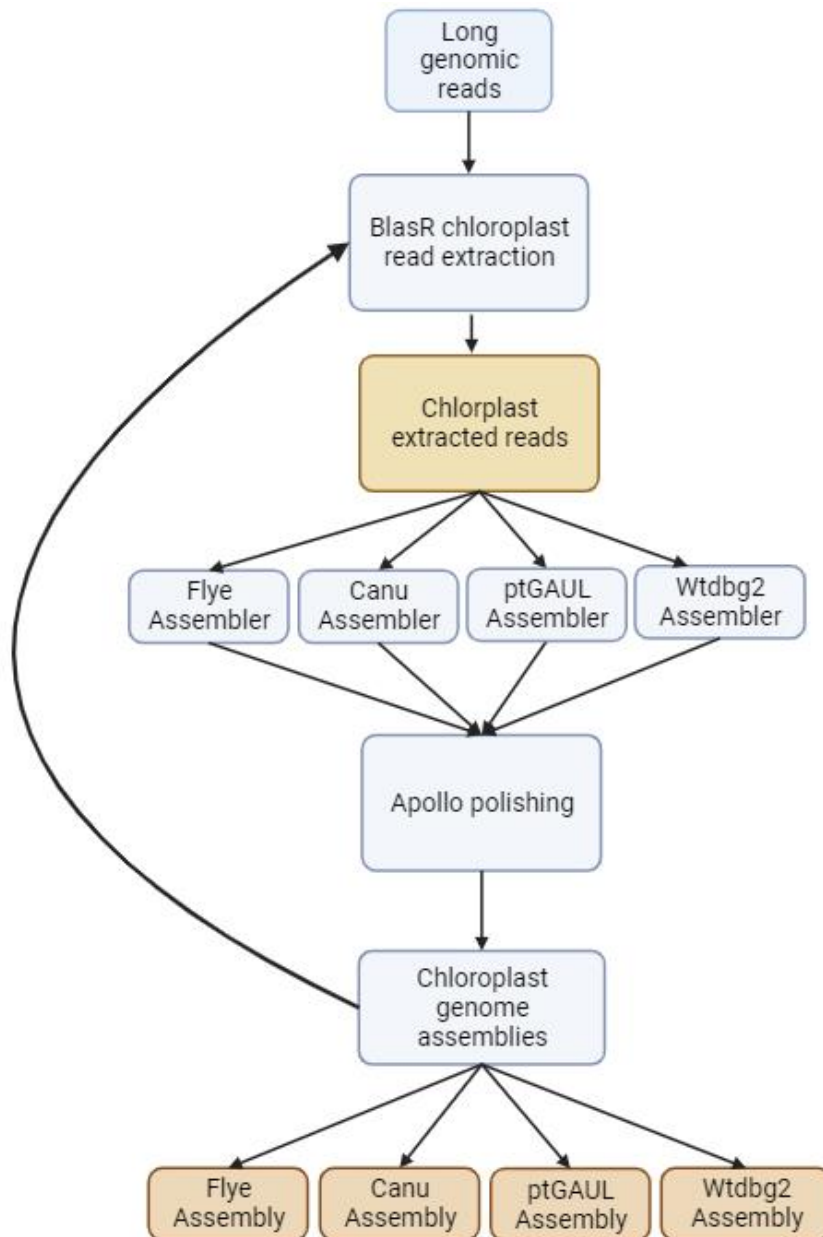 Long
genomic
reads
BlasR chloroplast
read extraction
Chlorplast
extracted reads
Flye
Assembler
Canu
Assembler
ptGAUL
Assembler
Wtdbg2
Assembler
Apollo polishing
Chloroplast
genome
assemblies
Flye
Assembly
Canu
Assembly
ptGAUL
Assembly
Wtdbg2
Assembly